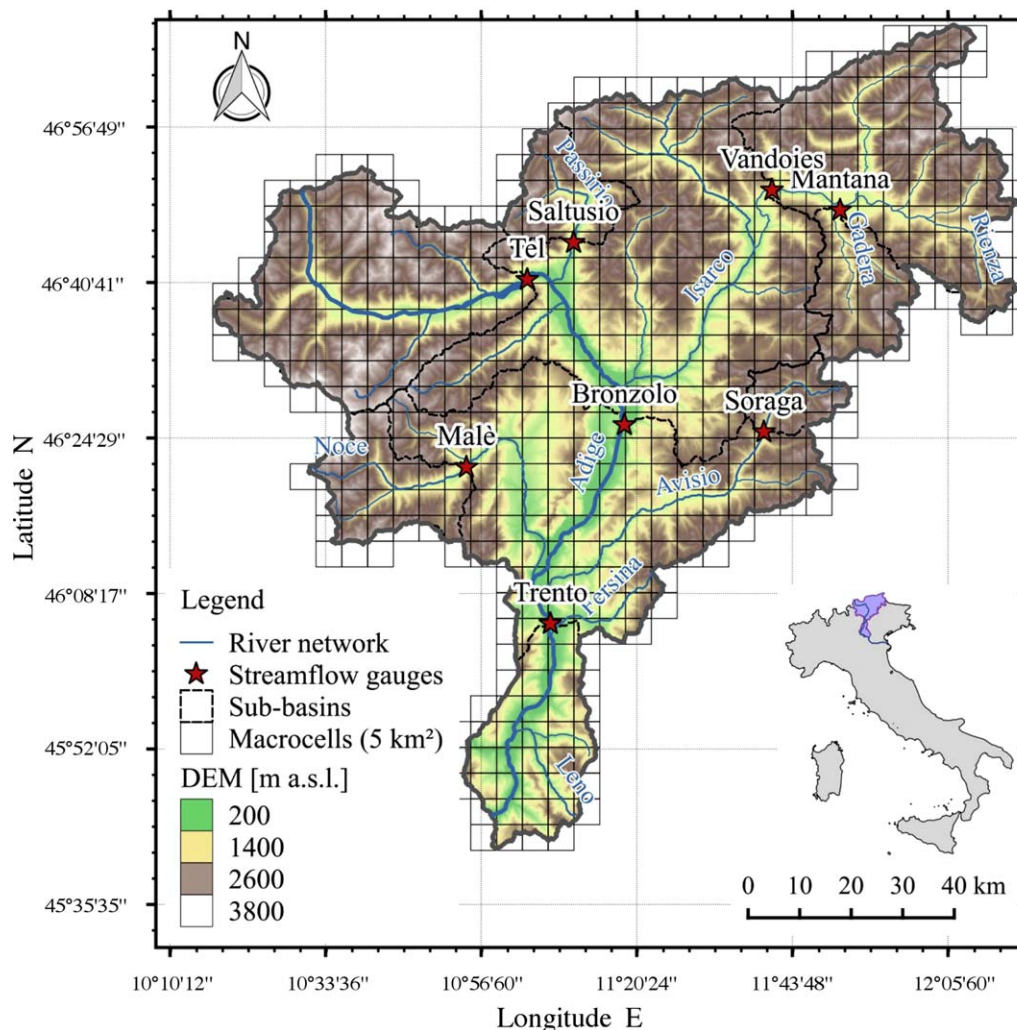 N
46°56'49"
46°40'41"
46°24'29"
46°08'17"
45°52'05"
45°35'35"
Latitude N
Passirio
Vandoies
Mantana
Saltusio
Gadera
Rienza
Tel
Isarco
Bronzolo
Soraga
Malè
Noce
Adige
Avisio
Trento
Fersina
Leno
Legend
River network
Streamflow gauges
Sub-basins
Macrocells (5 km²)
DEM [m a.s.l.]
200
1400
2600
3800
0 10 20 30 40 km
10°10'12" 10°33'36" 10°56'60" 11°20'24" 11°43'48" 12°05'60"
Longitude E